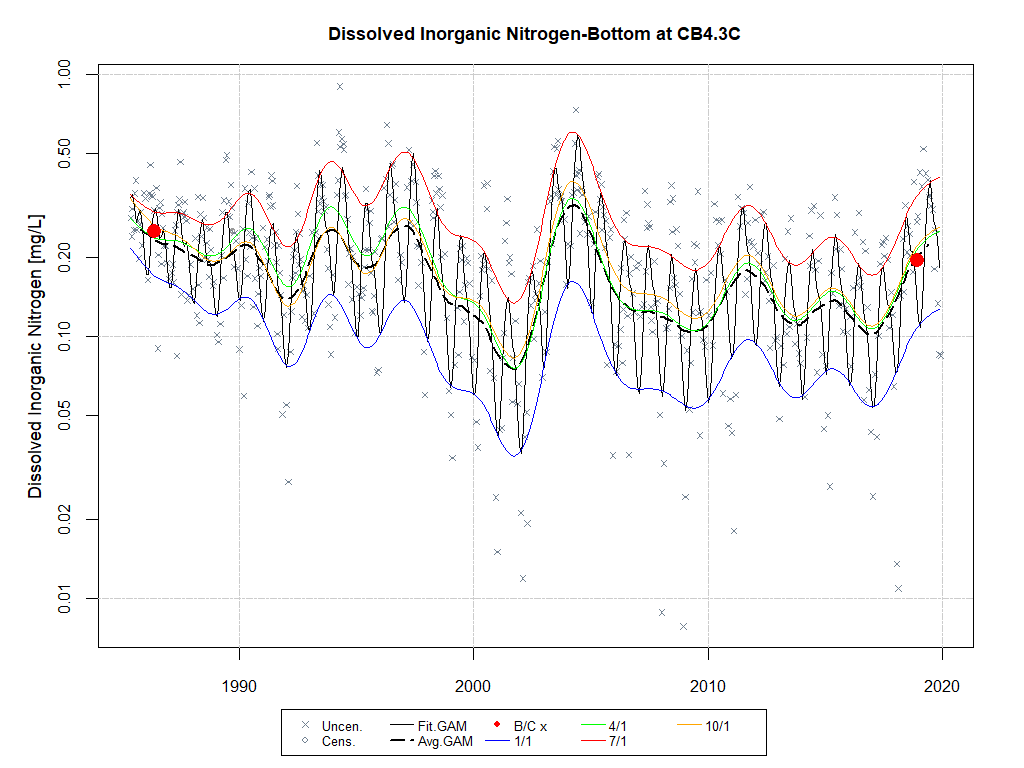 Dissolved Inorganic Nitrogen-Bottom at CB4.3C
Dissolved Inorganic Nitrogen [mg/L]
1.00
0.50
0.20
0.10
0.05
0.02
0.01
1990 2000 2010 2020
Uncen. Fit.GAM B/C x 4/1 10/1
Cens. Avg.GAM 1/1 7/1